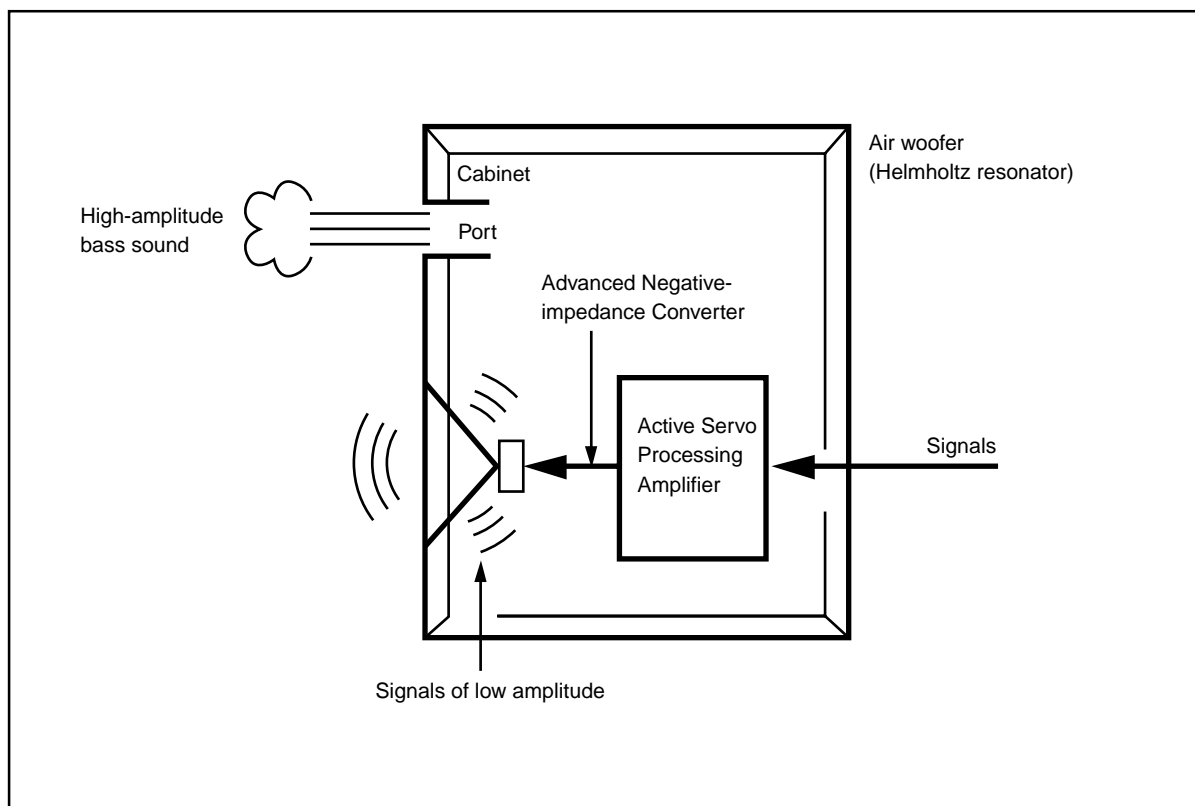 Air woofer
(Helmholtz resonator)
Cabinet
High-amplitude
bass sound
Port
Advanced Negative-
impedance Converter
Active Servo
Processing
Amplifier
Signals
Signals of low amplitude